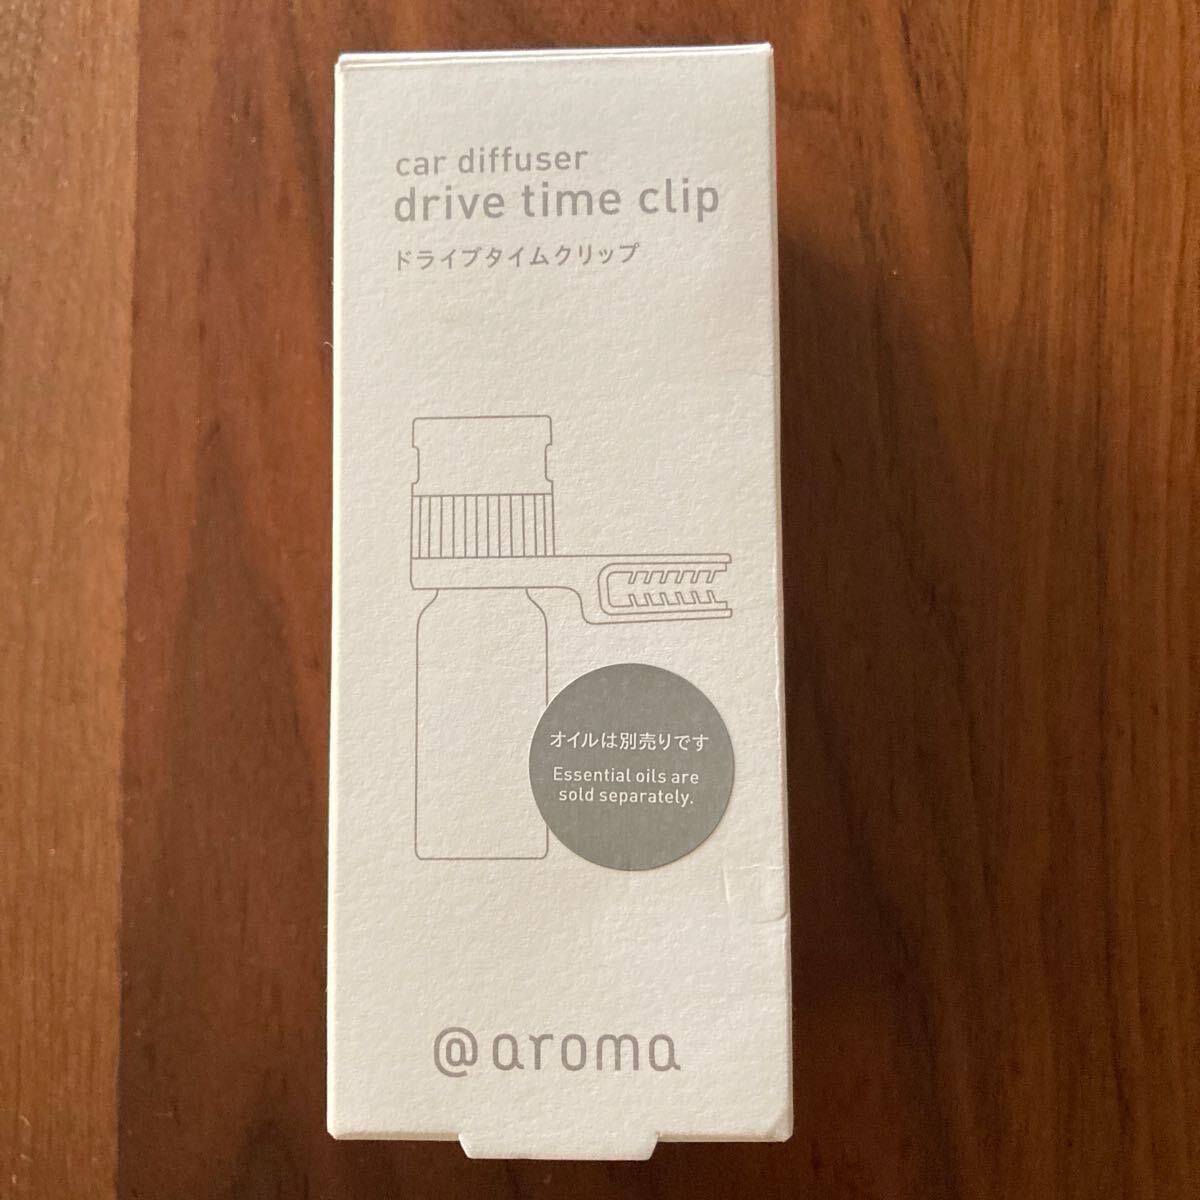 car diffuser
drive time clip
ドライブタイムクリップ
オイルは別売りです
Essential oils are
sold separately.
@aroma